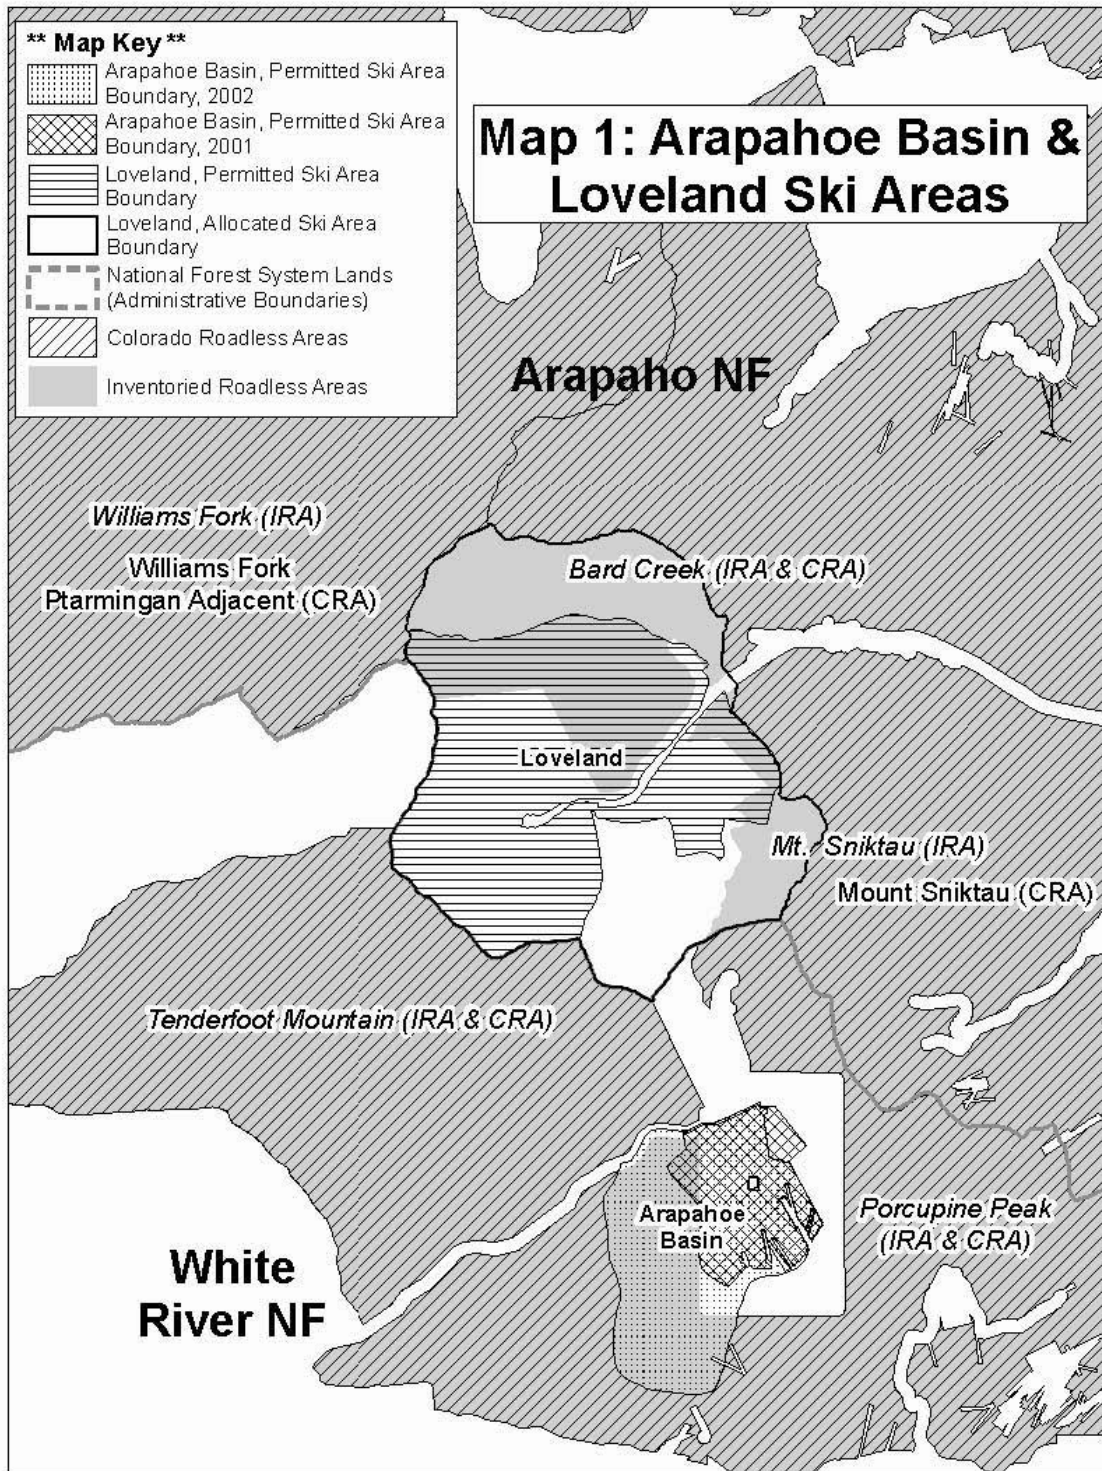 ** Map Key **
Arapahoe Basin, Permitted Ski Area
Boundary, 2002
Arapahoe Basin, Permitted Ski Area
Boundary, 2001
Loveland, Permitted Ski Area
Boundary
Loveland, Allocated Ski Area
Boundary
National Forest System Lands
(Administrative Boundaries)
Colorado Roadless Areas
Inventoried Roadless Areas
Map 1: Arapahoe Basin &
Loveland Ski Areas
Arapaho NF
Williams Fork (IRA)
Williams Fork
Ptarmingan Adjacent (CRA)
Bard Creek (IRA & CRA)
Loveland
Mt. Sniktau (IRA)
Mount Sniktau (CRA)
Tenderfoot Mountain (IRA & CRA)
Arapahoe
Basin
Porcupine Peak
(IRA & CRA)
White
River NF